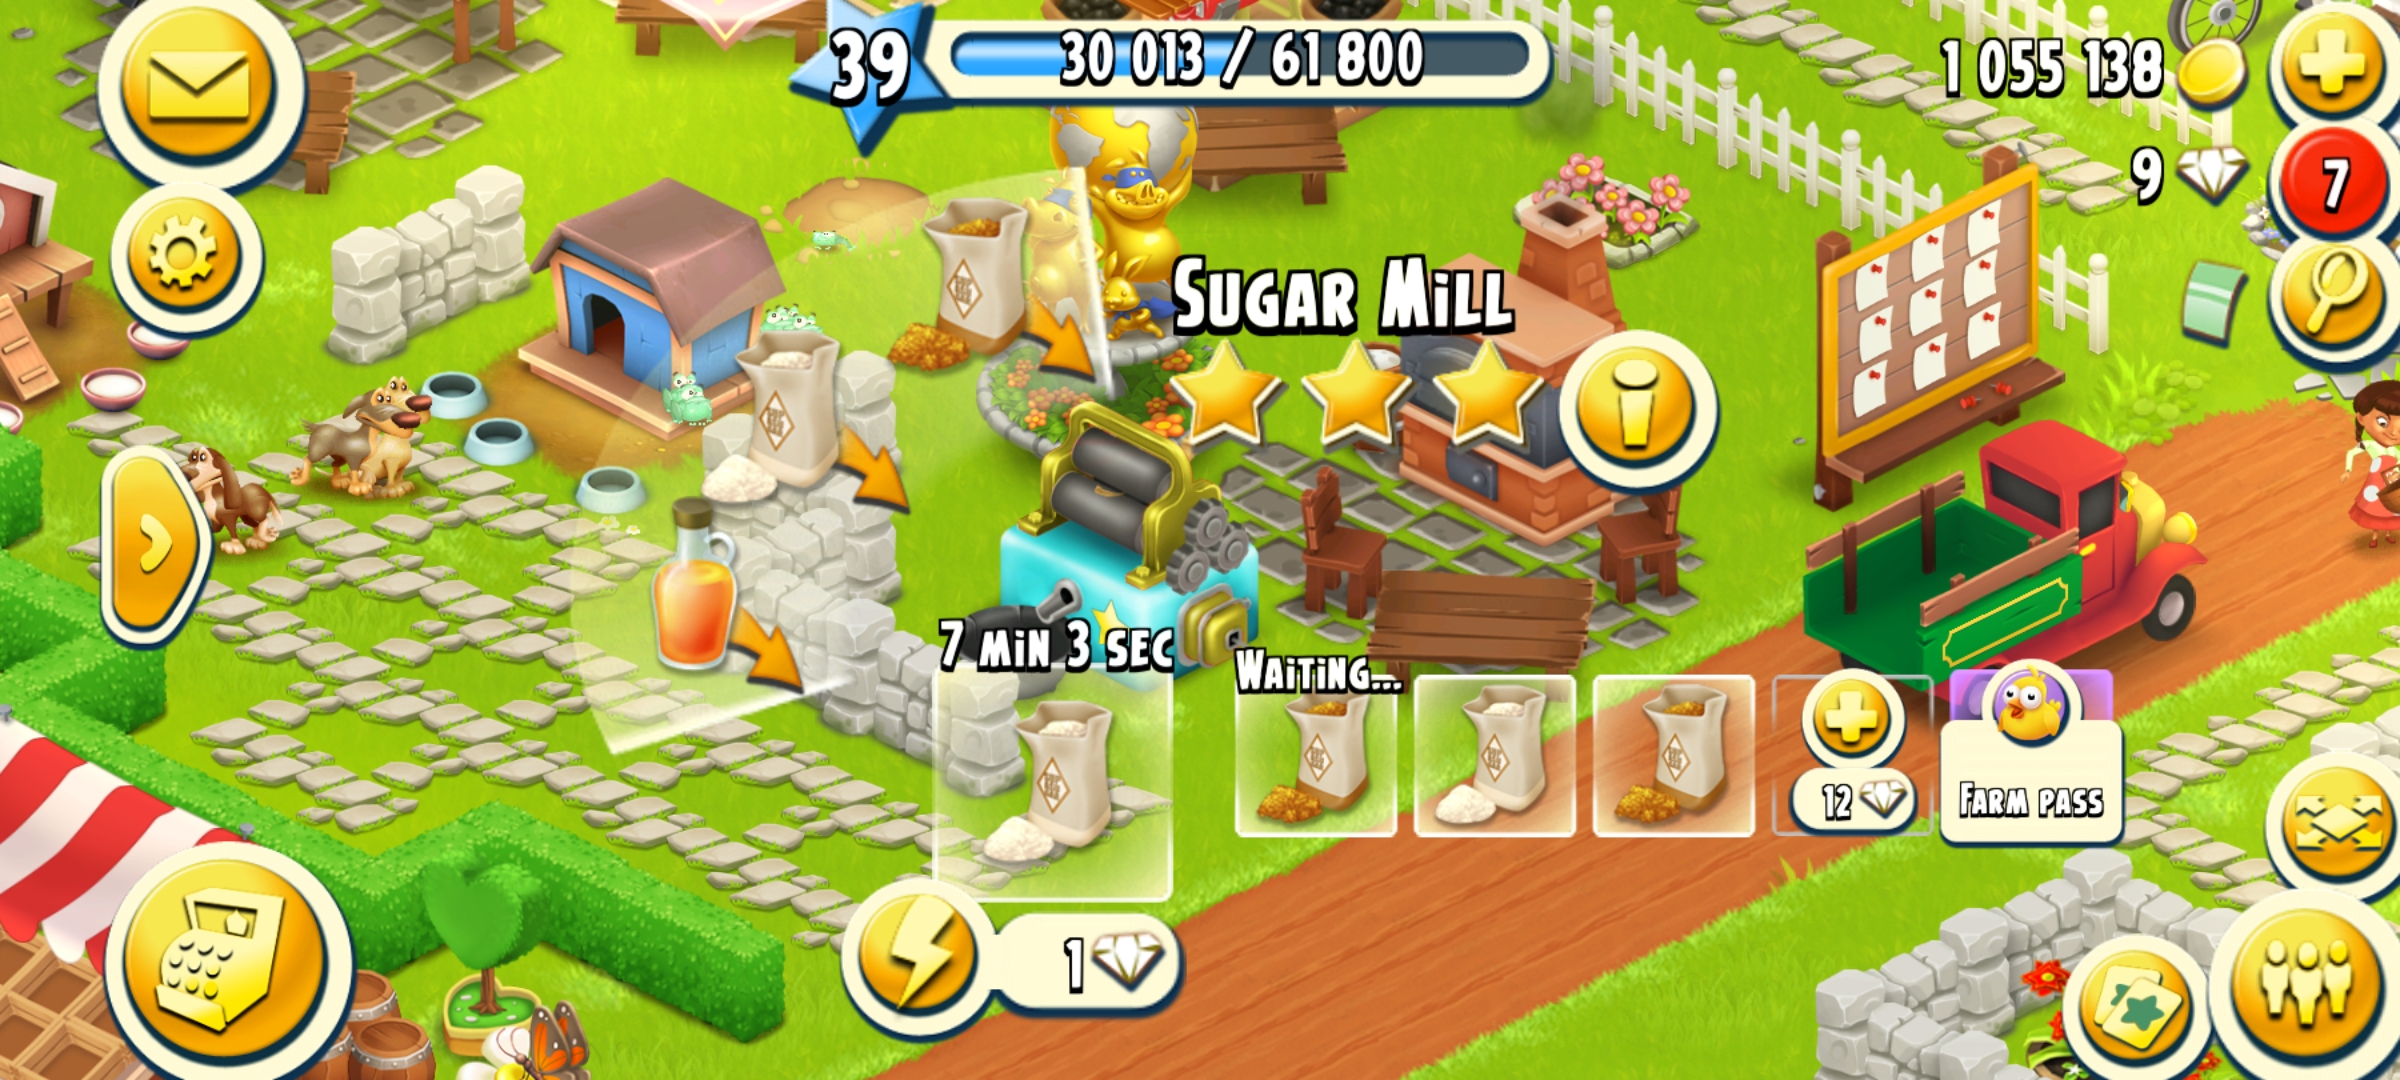 39
30 013 / 61 800
1 055 138
9
7
SUGAR MILL
7 MIN 3 SEC
WAITING...
12
FARM PASS
1